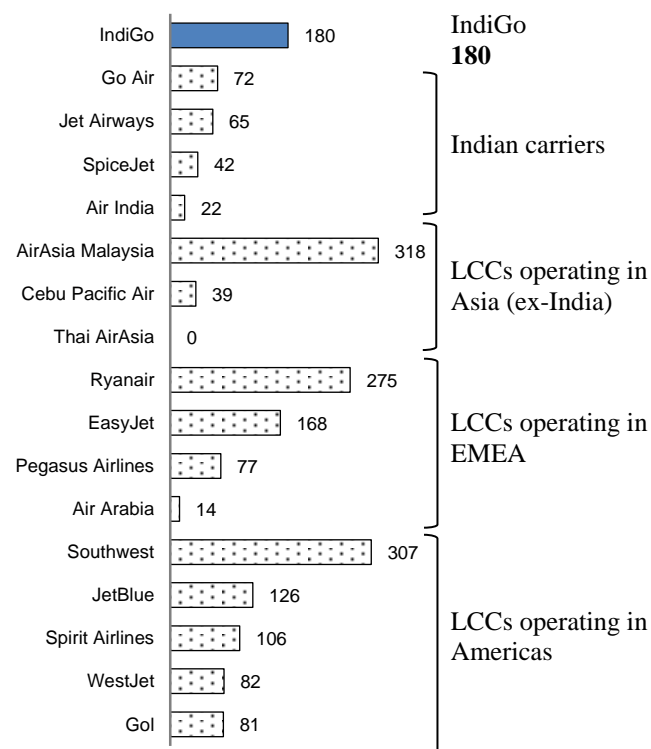 IndiGo 180
IndiGo
180
Go Air 72
Jet Airways 65
SpiceJet 42
Air India 22
Indian carriers
AirAsia Malaysia 318
Cebu Pacific Air 39
Thai AirAsia 0
LCCs operating in
Asia (ex-India)
Ryanair 275
EasyJet 168
Pegasus Airlines 77
Air Arabia 14
LCCs operating in
EMEA
Southwest 307
JetBlue 126
Spirit Airlines 106
WestJet 82
Gol 81
LCCs operating in
Americas